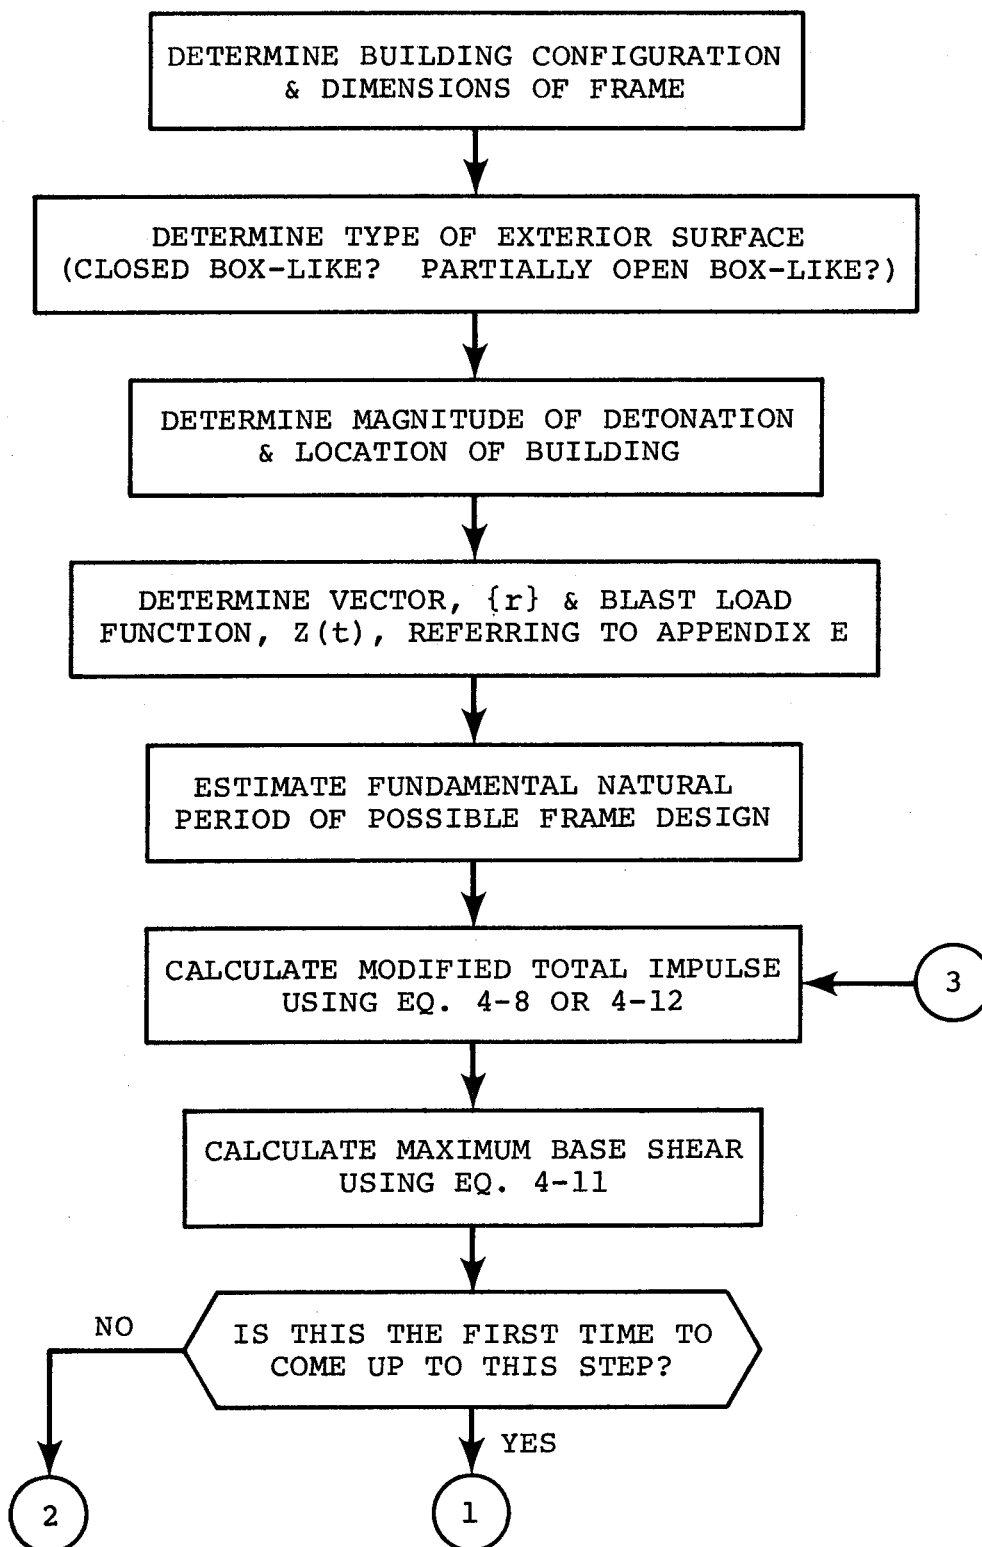 DETERMINE BUILDING CONFIGURATION
& DIMENSIONS OF FRAME
DETERMINE TYPE OF EXTERIOR SURFACE
(CLOSED BOX-LIKE? PARTIALLY OPEN BOX-LIKE?)
DETERMINE MAGNITUDE OF DETONATION
& LOCATION OF BUILDING
DETERMINE VECTOR, {r} & BLAST LOAD
FUNCTION, Z(t), REFERRING TO APPENDIX E
ESTIMATE FUNDAMENTAL NATURAL
PERIOD OF POSSIBLE FRAME DESIGN
CALCULATE MODIFIED TOTAL IMPULSE
USING EQ. 4-8 OR 4-12
3
CALCULATE MAXIMUM BASE SHEAR
USING EQ. 4-11
NO
IS THIS THE FIRST TIME TO
COME UP TO THIS STEP?
YES
2
1